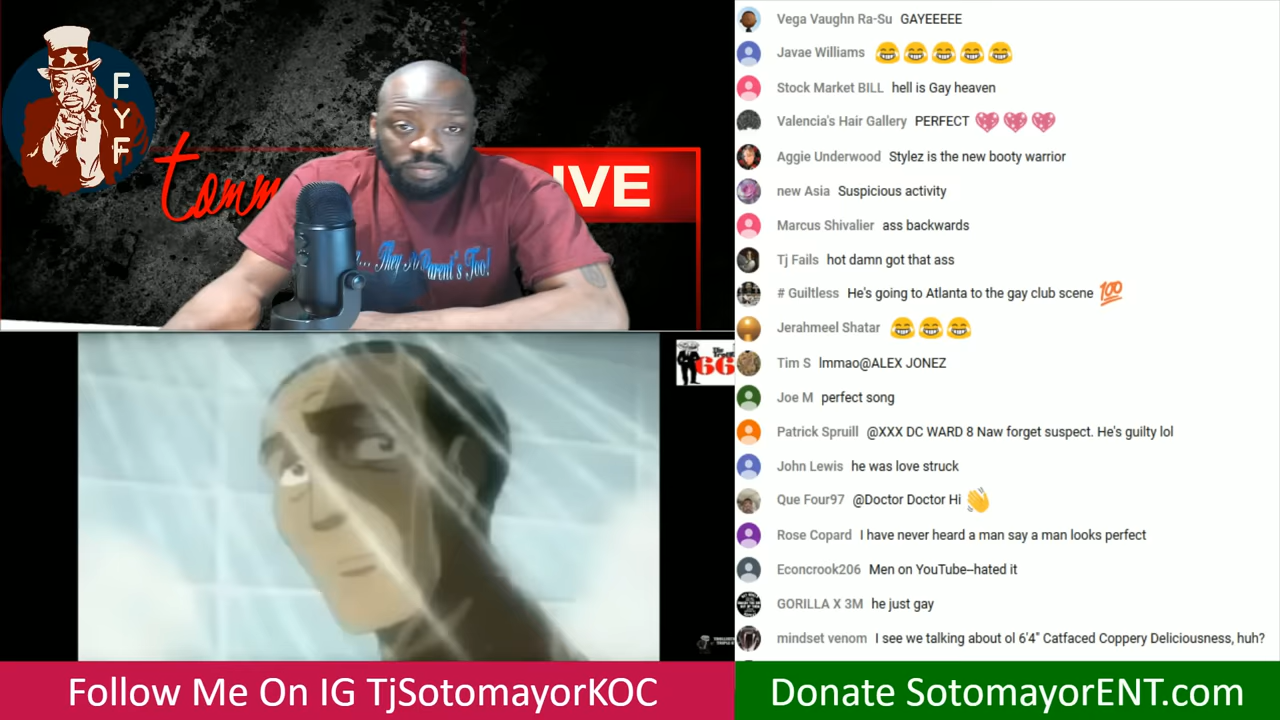 F
Y
F
tomm
IVE
... They Are Parent's Too!
66
Vega Vaughn Ra-Su GAYEEEEE
Javae Williams 😂😂😂😂😂
Stock Market BILL hell is Gay heaven
Valencia's Hair Gallery PERFECT 💖💖💖
Aggie Underwood Stylez is the new booty warrior
new Asia Suspicious activity
Marcus Shivalier ass backwards
Tj Fails hot damn got that ass
# Guiltless He's going to Atlanta to the gay club scene 💯
Jerahmeel Shatar 😂😂😂
Tim S lmmao@ALEX JONEZ
Joe M perfect song
Patrick Spruill @XXX DC WARD 8 Naw forget suspect. He's guilty lol
John Lewis he was love struck
Que Four97 @Doctor Doctor Hi 👋
Rose Copard I have never heard a man say a man looks perfect
Econcrook206 Men on YouTube--hated it
GORILLA X 3M he just gay
mindset venom I see we talking about ol 6'4" Catfaced Coppery Deliciousness, huh?
Follow Me On IG TjSotomayorKOC
Donate SotomayorENT.com